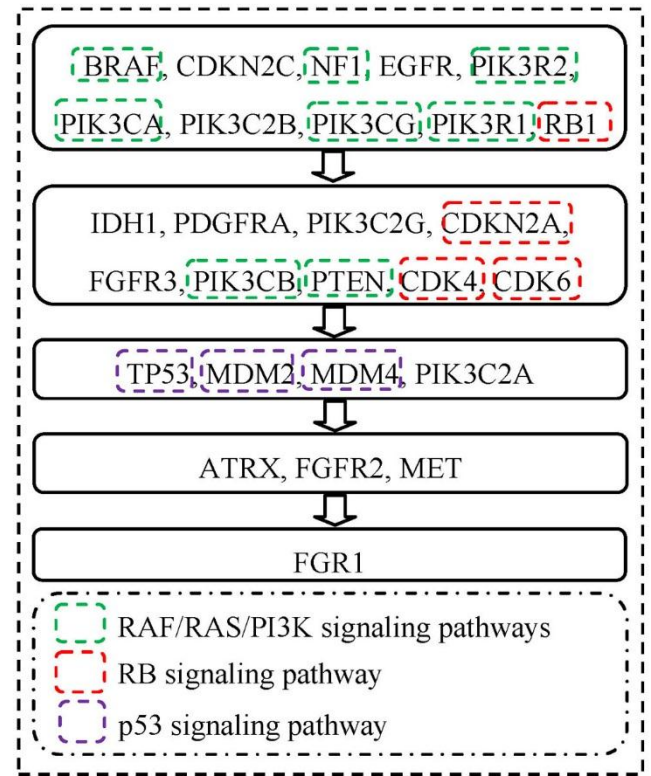 BRAF, CDKN2C, NF1, EGFR, PIK3R2,
PIK3CA, PIK3C2B, PIK3CG, PIK3R1, RB1
IDH1, PDGFRA, PIK3C2G, CDKN2A,
FGFR3, PIK3CB, PTEN, CDK4, CDK6
TP53, MDM2, MDM4, PIK3C2A
ATRX, FGFR2, MET
FGR1
RAF/RAS/PI3K signaling pathways
RB signaling pathway
p53 signaling pathway